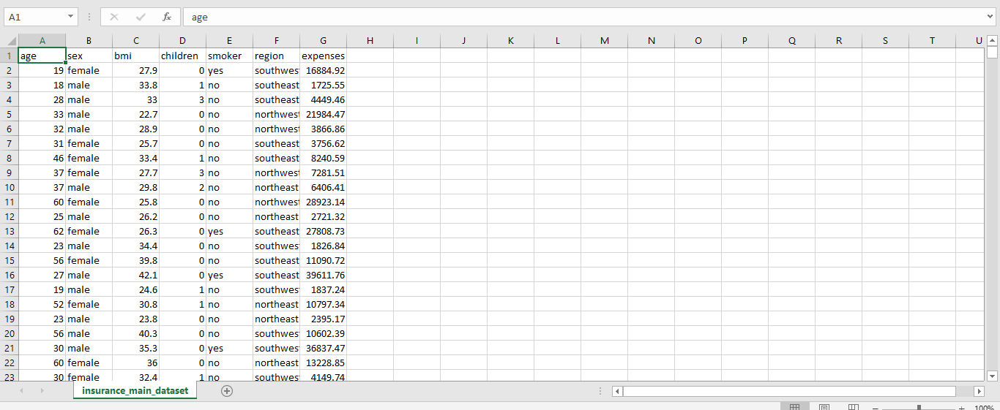 A1 fx age
A B C D E F G H I J K L M N O P Q R S T U
1 age sex bmi children smoker region expenses
2 19 female 27.9 0 yes southwest 16884.92
3 18 male 33.8 1 no southeast 1725.55
4 28 male 33 3 no southeast 4449.46
5 33 male 22.7 0 no northwest 21984.47
6 32 male 28.9 0 no northwest 3866.86
7 31 female 25.7 0 no southeast 3756.62
8 46 female 33.4 1 no southeast 8240.59
9 37 female 27.7 3 no northwest 7281.51
10 37 male 29.8 2 no northeast 6406.41
11 60 female 25.8 0 no northwest 28923.14
12 25 male 26.2 0 no northeast 2721.32
13 62 female 26.3 0 yes southeast 27808.73
14 23 male 34.4 0 no southwest 1826.84
15 56 female 39.8 0 no southeast 11090.72
16 27 male 42.1 0 yes southeast 39611.76
17 19 male 24.6 1 no southwest 1837.24
18 52 female 30.8 1 no northeast 10797.34
19 23 male 23.8 0 no northeast 2395.17
20 56 male 40.3 0 no southwest 10602.39
21 30 male 35.3 0 yes southwest 36837.47
22 60 female 36 0 no northeast 13228.85
23 30 female 32.4 1 no southwest 4149.74
insurance_main_dataset
100%